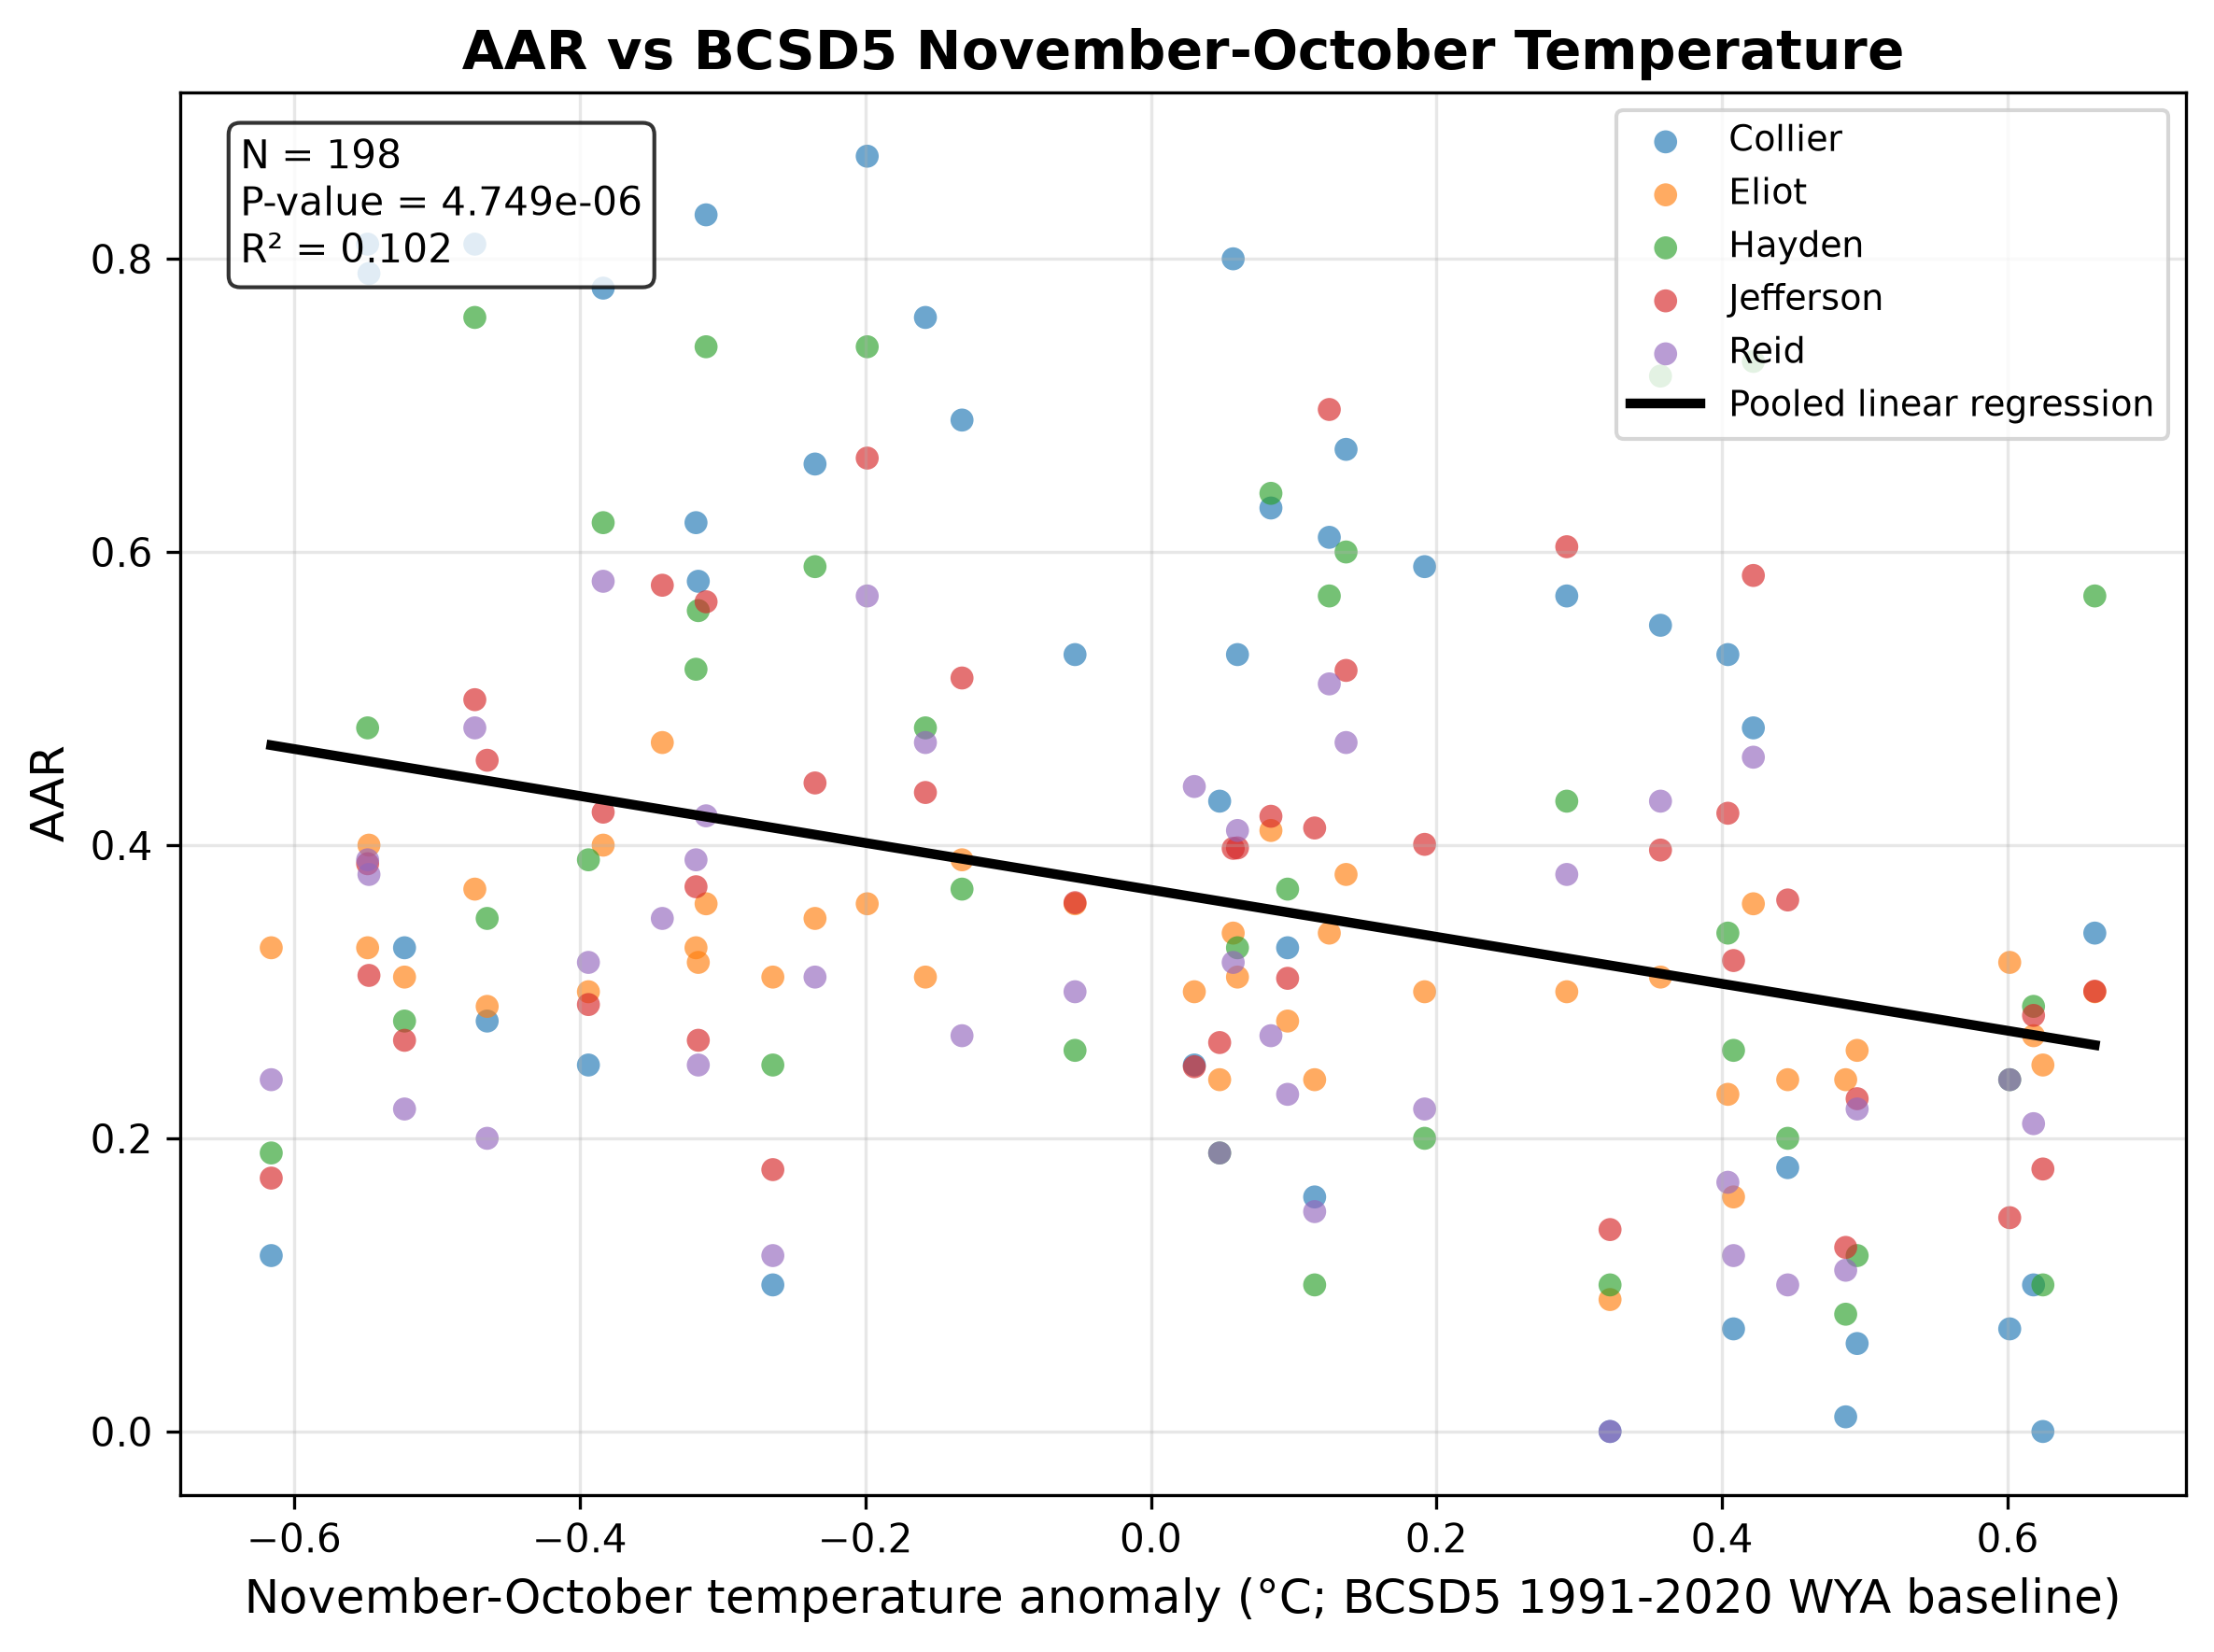 AAR vs BCSD5 November-October Temperature
N = 198
P-value = 4.749e-06
R² = 0.102
Collier
Eliot
Hayden
Jefferson
Reid
Pooled linear regression
AAR
0.8
0.6
0.4
0.2
0.0
−0.6
−0.4
−0.2
0.0
0.2
0.4
0.6
November-October temperature anomaly (°C; BCSD5 1991-2020 WYA baseline)